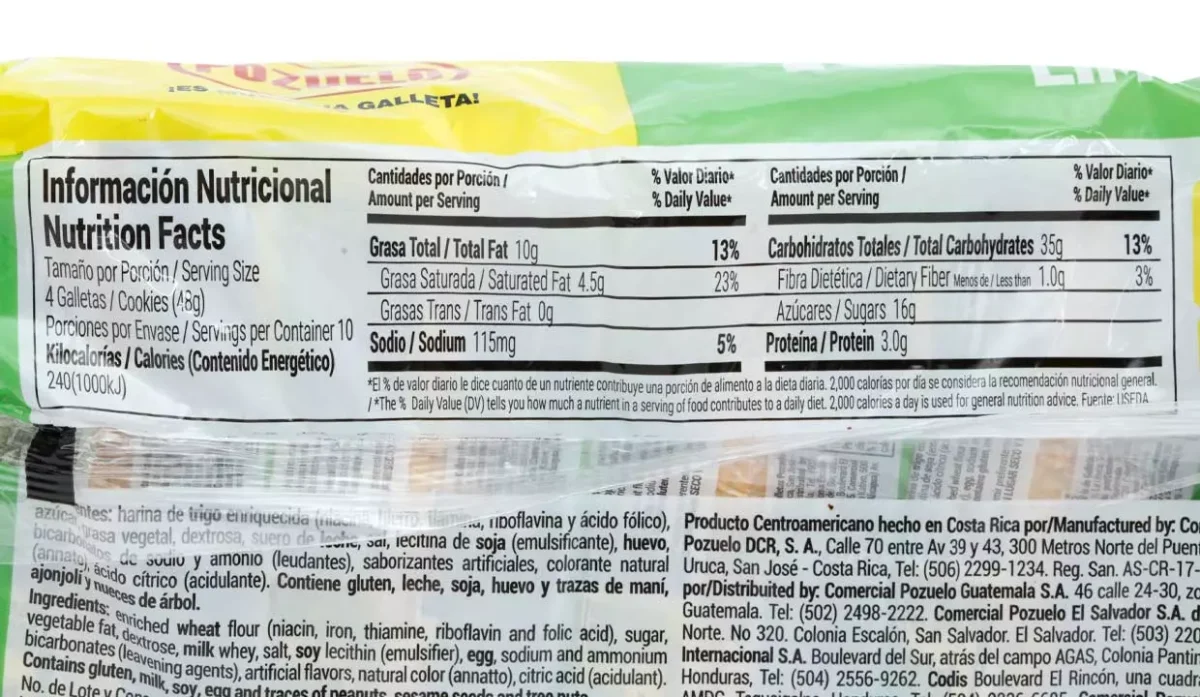 POZUELO
¡ES GALLETA!
Información Nutricional
Nutrition Facts
Tamaño por Porción / Serving Size
4 Galletas / Cookies (48g)
Porciones por Envase / Servings per Container 10
Kilocalorías / Calories (Contenido Energético)
240(1000kJ)
Cantidades por Porción / % Valor Diario*
Amount per Serving % Daily Value*
Grasa Total / Total Fat 10g 13%
Grasa Saturada / Saturated Fat 4.5g 23%
Grasas Trans / Trans Fat 0g
Sodio / Sodium 115mg 5%
Cantidades por Porción / % Valor Diario*
Amount per Serving % Daily Value*
Carbohidratos Totales / Total Carbohydrates 35g 13%
Fibra Dietética / Dietary Fiber Menos de / Less than 1.0g 3%
Azúcares / Sugars 16g
Proteína / Protein 3.0g
*El % de valor diario le dice cuanto de un nutriente contribuye una porción de alimento a la dieta diaria. 2,000 calorías por día se considera la recomendación nutricional general.
/ *The % Daily Value (DV) tells you how much a nutrient in a serving of food contributes to a daily diet. 2,000 calories a day is used for general nutrition advice. Fuente: USFDA
harina de trigo enriquecida riboflavina y ácido fólico),
grasa vegetal, dextrosa, suero de leche, sal, lecitina de soja (emulsificante), huevo,
de sodio y amonio (leudantes), saborizantes artificiales, colorante natural
(annato), ácido cítrico (acidulante). Contiene gluten, leche, soja, huevo y trazas de maní,
ajonjolí y nueces de árbol.
Ingredients: enriched wheat flour (niacin, iron, thiamine, riboflavin and folic acid), sugar,
vegetable fat, dextrose, milk whey, salt, soy lecithin (emulsifier), egg, sodium and ammonium
bicarbonates (leavening agents), artificial flavors, natural color (annatto), citric acid (acidulant).
Contains gluten, milk, soy, egg and traces of peanuts, sesame seeds and tree nuts.
No. de Lote y
Producto Centroamericano hecho en Costa Rica por/Manufactured by:
Pozuelo DCR, S. A., Calle 70 entre Av 39 y 43, 300 Metros Norte del
Uruca, San José - Costa Rica, Tel: (506) 2299-1234. Reg. San. AS-CR-17-
por/Distribuited by: Comercial Pozuelo Guatemala S.A. 46 calle 24-30,
Guatemala. Tel: (502) 2498-2222. Comercial Pozuelo El Salvador S.A.
Norte. No 320. Colonia Escalón, San Salvador. El Salvador. Tel: (503)
Internacional S.A. Boulevard del Sur, atrás del campo AGAS, Colonia
Honduras, Tel: (504) 2556-9262. Codis Boulevard El Rincón, una